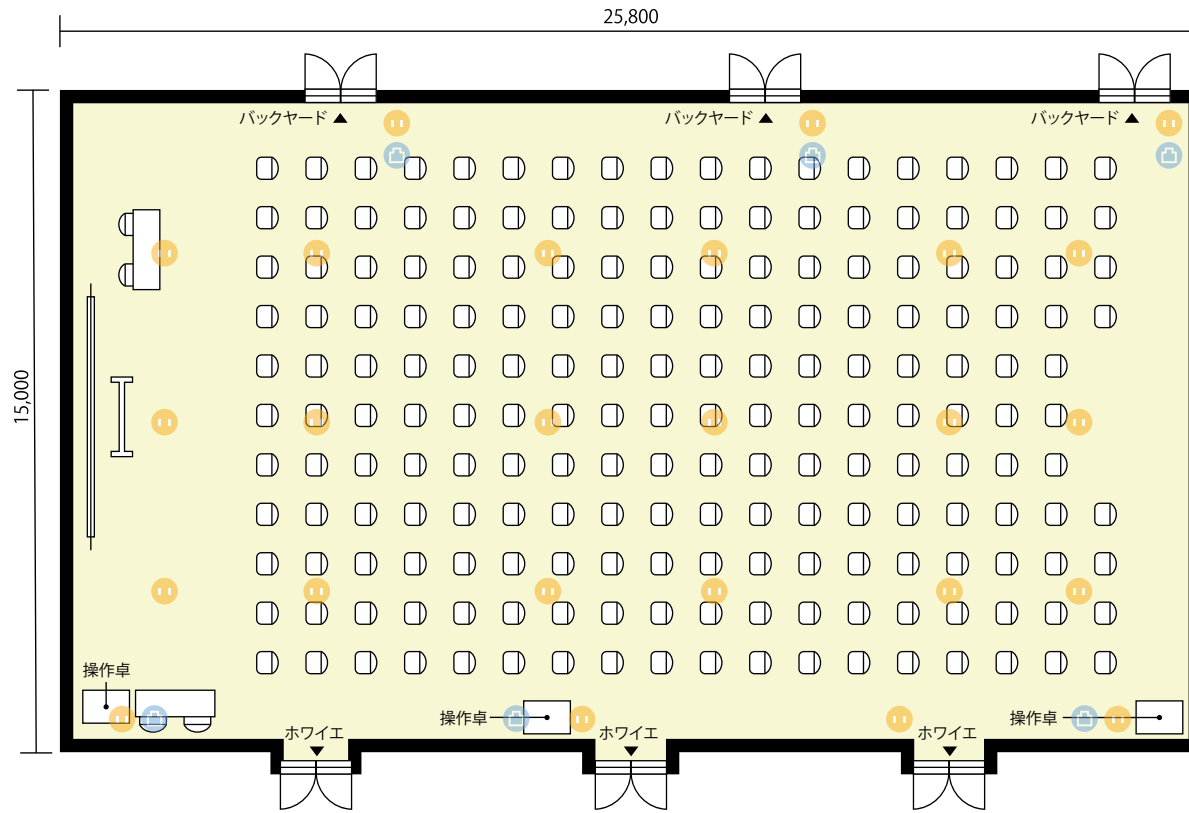 25,800
バックヤード ▲
バックヤード ▲
バックヤード ▲
15,000
操作卓
操作卓
操作卓
ホワイエ
▼
ホワイエ
▼
ホワイエ
▼